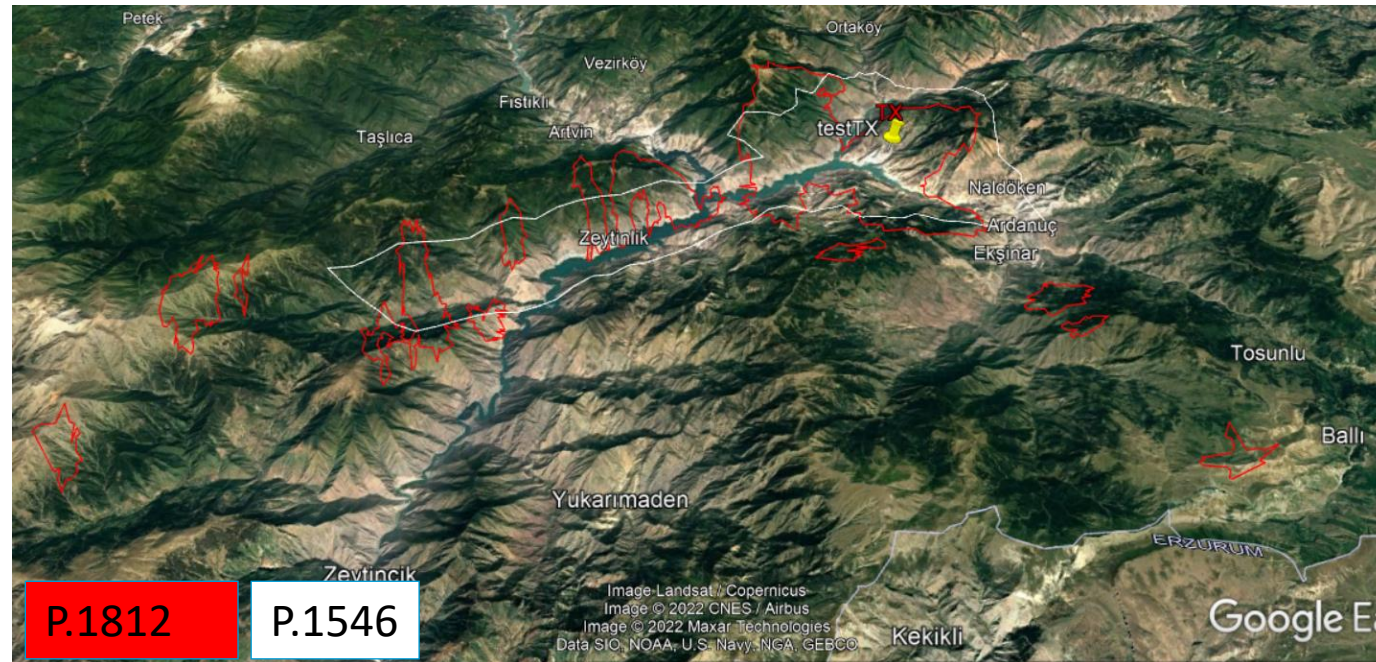 Petek
Ortaköy
Vezirköy
Fıstıklı
Artvin
Taşlıca
TX
testTX
Naldöken
Ardanuç
Zeytinlik
Ekşinar
Tosunlu
Ballı
Yukarımaden
ERZURUM
Zeytincik
P.1812
P.1546
Image Landsat / Copernicus
Image © 2022 CNES / Airbus
Image © 2022 Maxar Technologies
Data SIO, NOAA, U.S. Navy, NGA, GEBCO
Kekikli
Google Ea